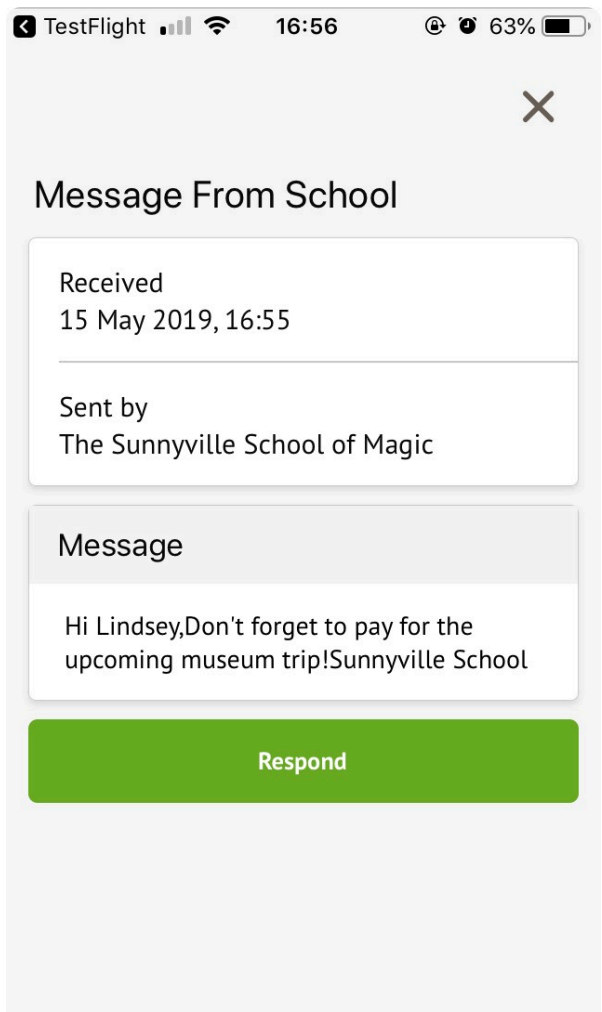 TestFlight 16:56 63%
Message From School
Received
15 May 2019, 16:55
Sent by
The Sunnyville School of Magic
Message
Hi Lindsey,Don't forget to pay for the
upcoming museum trip!Sunnyville School
Respond